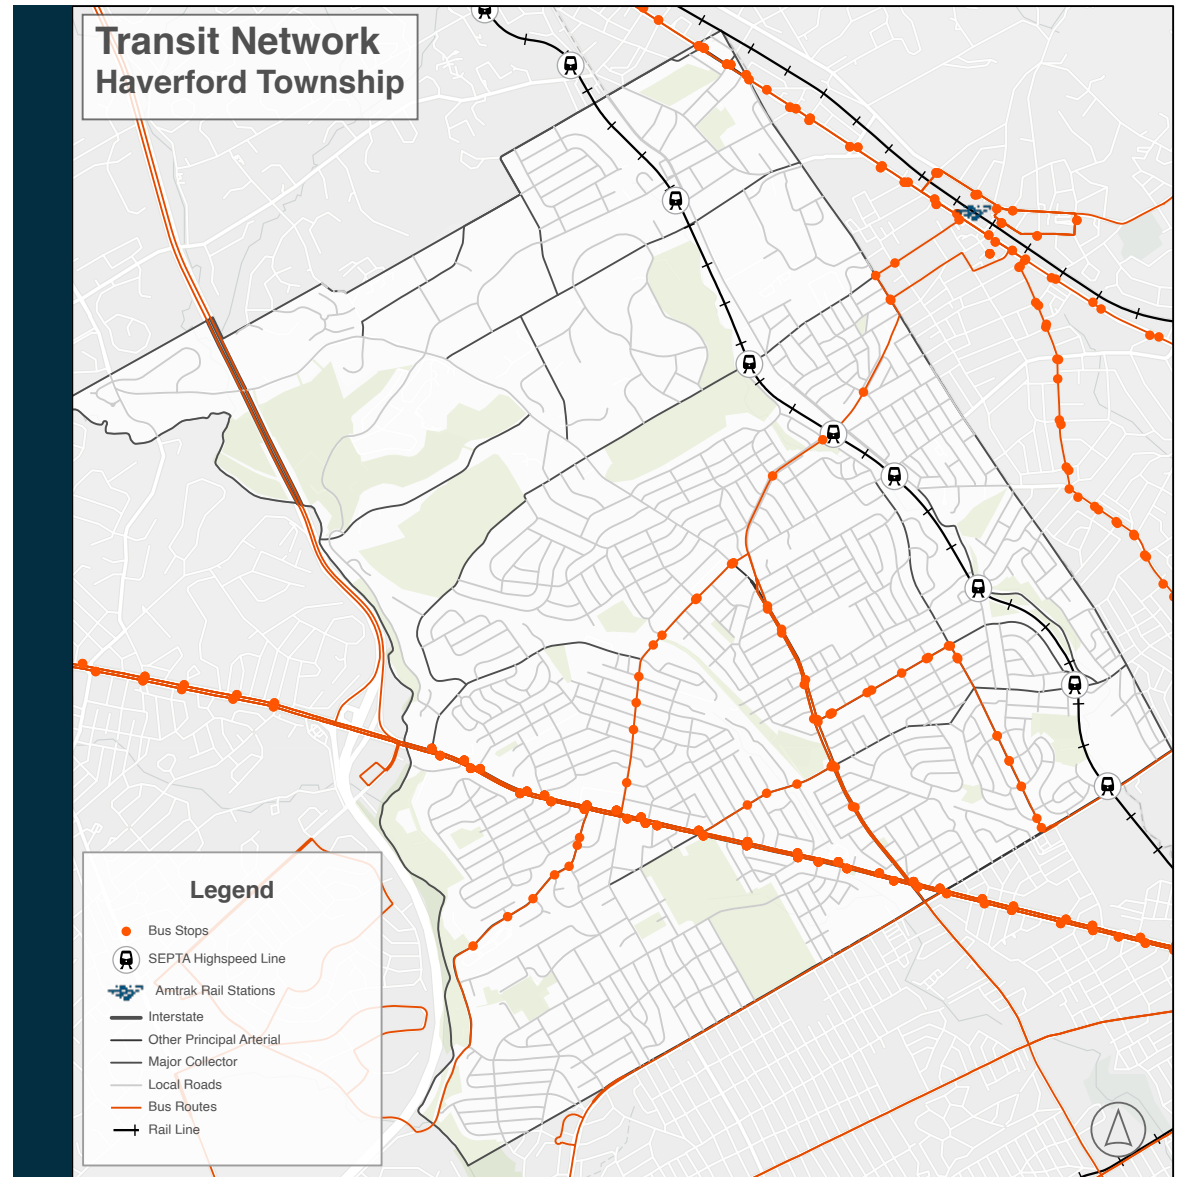 Transit Network
Haverford Township
Legend
Bus Stops
SEPTA Highspeed Line
Amtrak Rail Stations
Interstate
Other Principal Arterial
Major Collector
Local Roads
Bus Routes
Rail Line